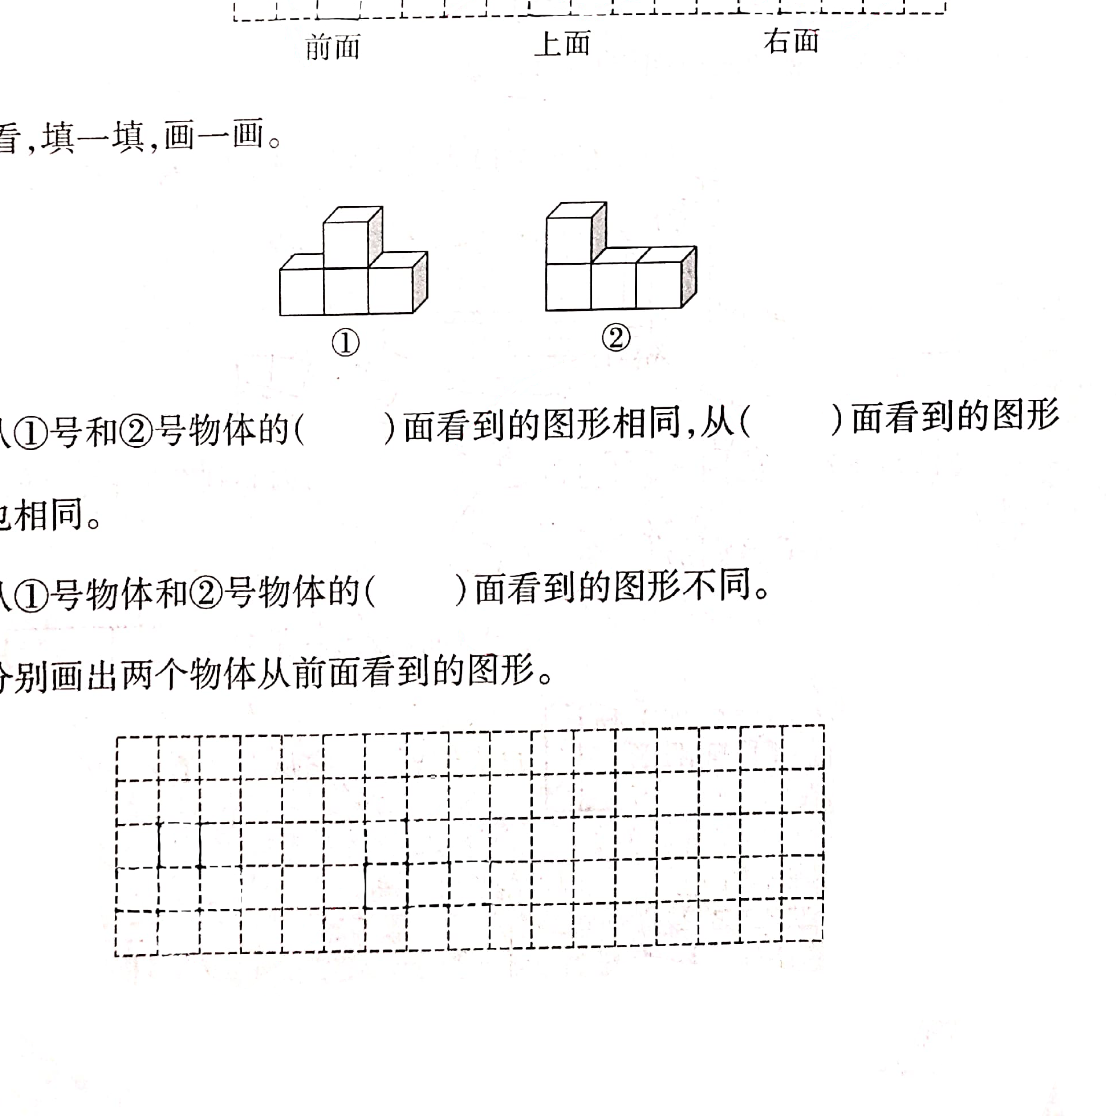 前面 上面 右面
看,填一填,画一画。
① ②
从①号和②号物体的( )面看到的图形相同,从( )面看到的图形
也相同。
从①号物体和②号物体的( )面看到的图形不同。
分别画出两个物体从前面看到的图形。